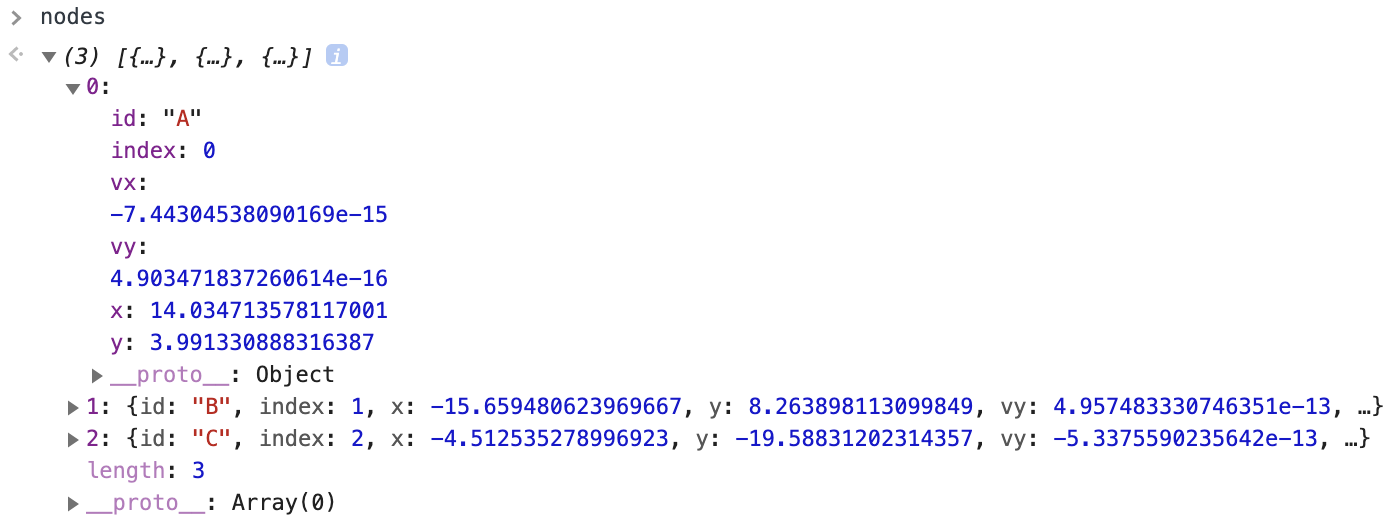 nodes
(3) [{…}, {…}, {…}] i
0:
id: "A"
index: 0
vx:
-7.44304538090169e-15
vy:
4.903471837260614e-16
x: 14.034713578117001
y: 3.991330888316387
__proto__: Object
1: {id: "B", index: 1, x: -15.659480623969667, y: 8.263898113099849, vy: 4.957483330746351e-13, …}
2: {id: "C", index: 2, x: -4.512535278996923, y: -19.58831202314357, vy: -5.3375590235642e-13, …}
length: 3
__proto__: Array(0)